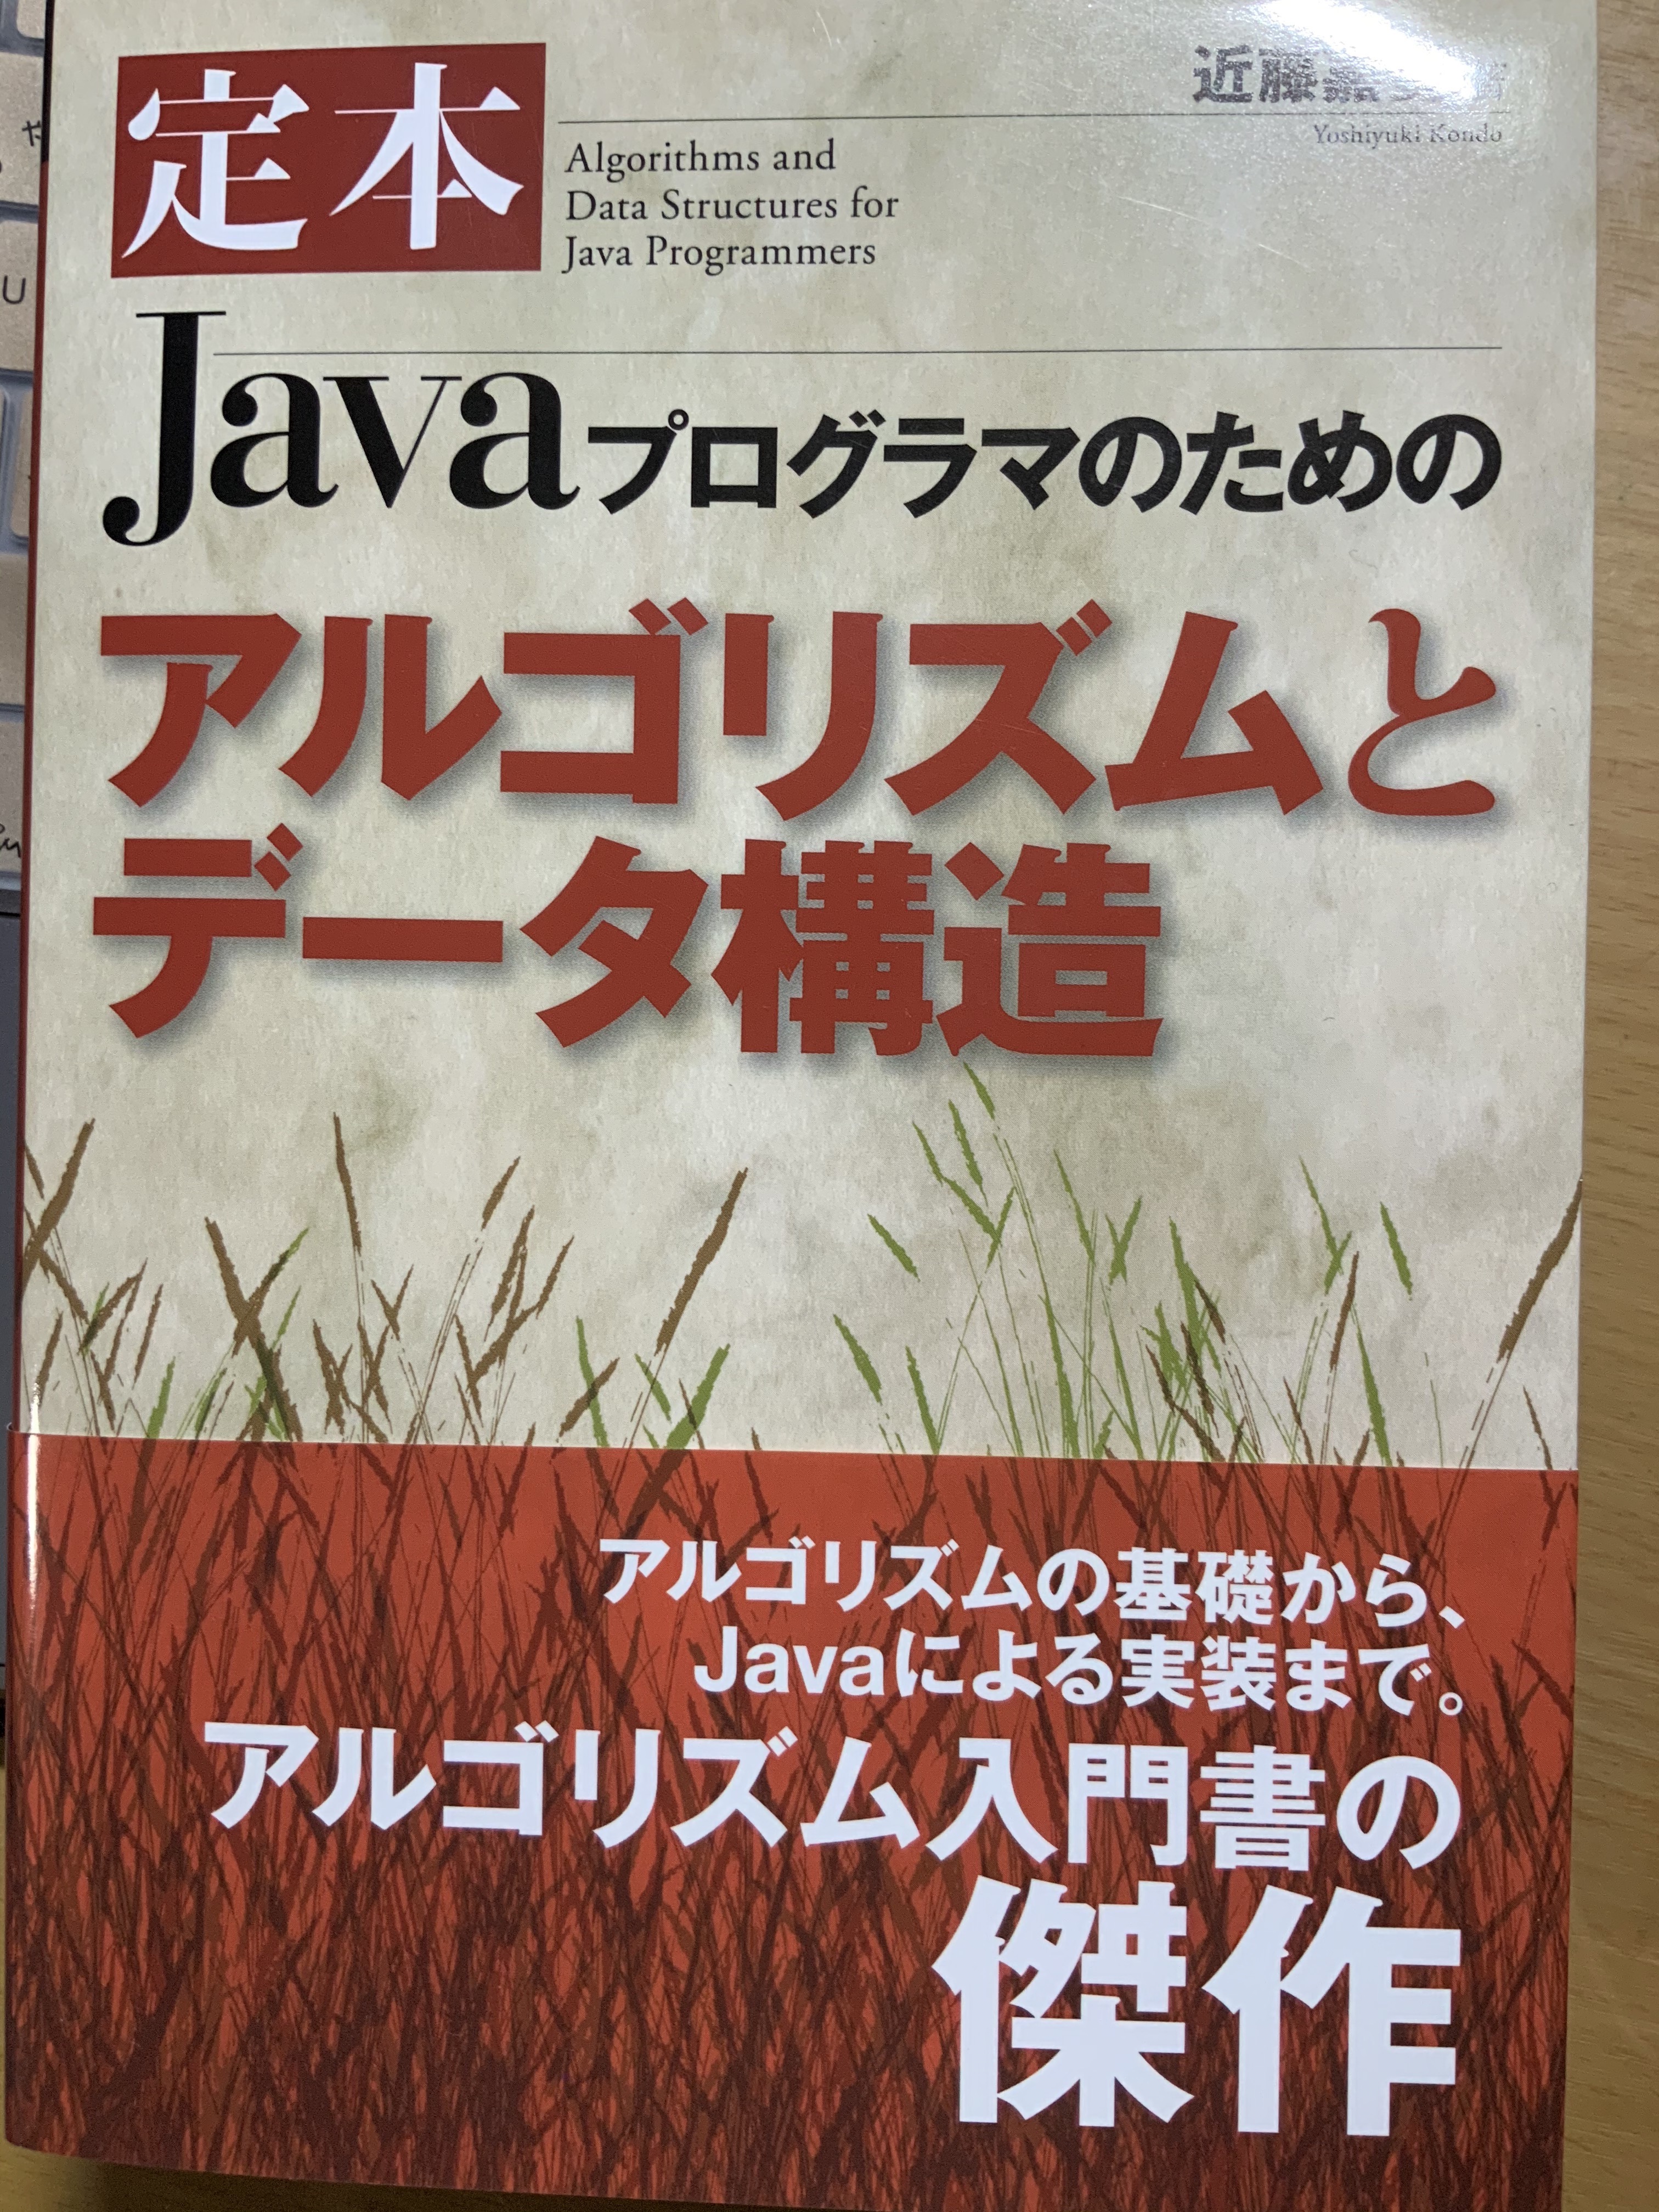 定本
Algorithms and
Data Structures for
Java Programmers
近藤嘉
Yoshiyuki Kondo
Javaプログラマのための
アルゴリズムと
データ構造
アルゴリズムの基礎から、
Javaによる実装まで。
アルゴリズム入門書の
傑作
U